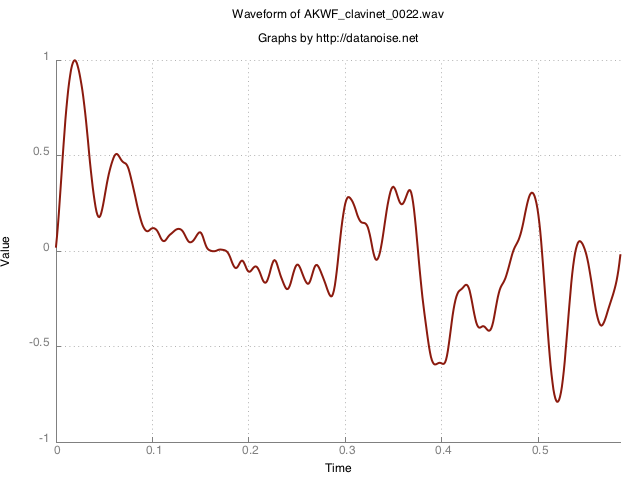 Waveform of AKWF_clavinet_0022.wav
Graphs by http://datanoise.net
1
0.5
0
-0.5
-1
Value
0
0.1
0.2
0.3
0.4
0.5
Time